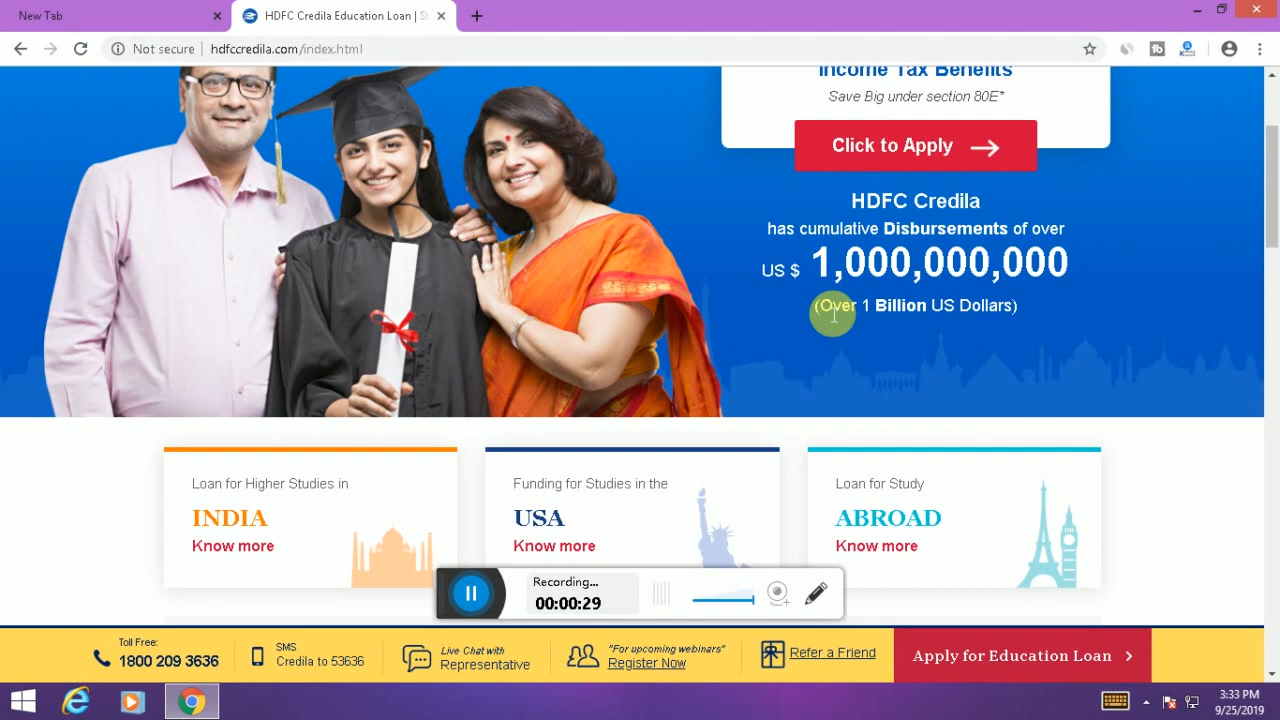 New Tab
HDFC Credila Education Loan | St
Not secure
hdfccredila.com/index.html
Income Tax Benefits
Save Big under section 80E*
Click to Apply
HDFC Credila
has cumulative Disbursements of over
US $ 1,000,000,000
(Over 1 Billion US Dollars)
Loan for Higher Studies in
INDIA
Know more
Funding for Studies in the
USA
Know more
Loan for Study
ABROAD
Know more
Recording...
00:00:29
Toll Free:
1800 209 3636
SMS
Credila to 53636
Live Chat with
Representative
"For upcoming webinars"
Register Now
Refer a Friend
Apply for Education Loan
3:33 PM
9/25/2019